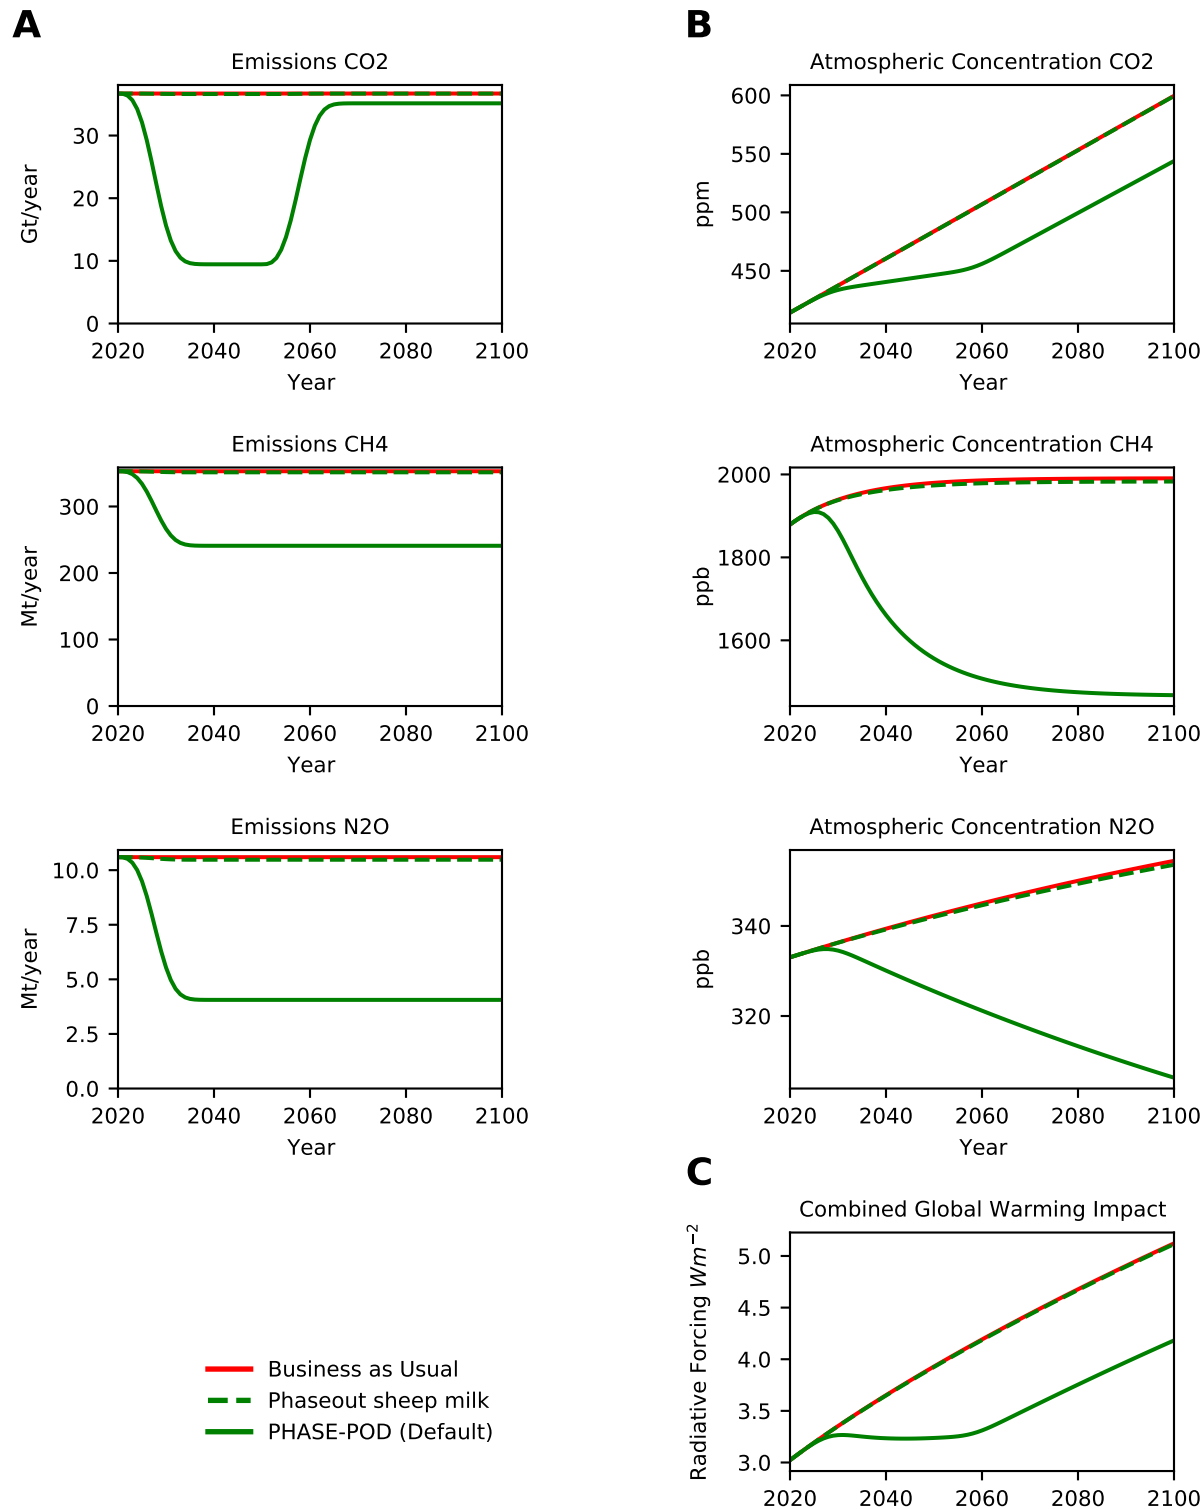 A
B
Emissions CO2
Gt/year
30
20
10
0
2020 2040 2060 2080 2100
Year
Atmospheric Concentration CO2
ppm
600
550
500
450
2020 2040 2060 2080 2100
Year
Emissions CH4
Mt/year
300
200
100
0
2020 2040 2060 2080 2100
Year
Atmospheric Concentration CH4
ppb
2000
1800
1600
2020 2040 2060 2080 2100
Year
Emissions N2O
Mt/year
10.0
7.5
5.0
2.5
0.0
2020 2040 2060 2080 2100
Year
Atmospheric Concentration N2O
ppb
340
320
2020 2040 2060 2080 2100
Year
C
Combined Global Warming Impact
Radiative Forcing Wm⁻²
5.0
4.5
4.0
3.5
3.0
2020 2040 2060 2080 2100
Business as Usual
Phaseout sheep milk
PHASE-POD (Default)